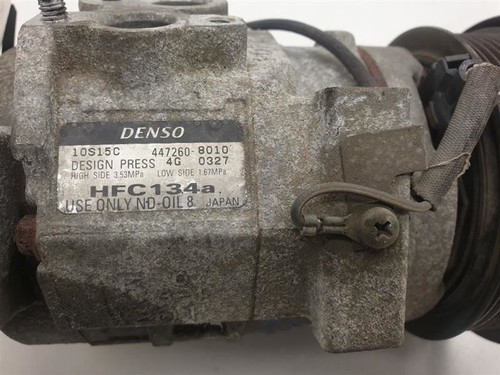 DENSO
10S15C 447260-8010
DESIGN PRESS 4G 0327
HIGH SIDE 3.53MPa LOW SIDE 1.67MPa
HFC134a
USE ONLY ND-OIL 8 JAPAN